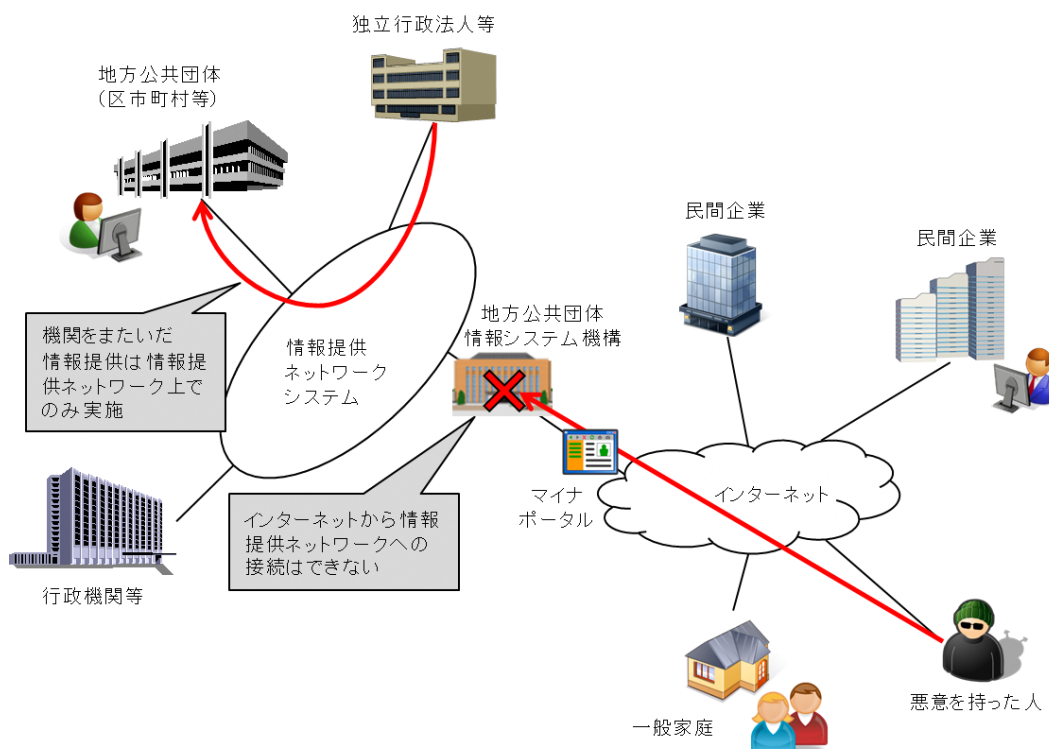 独立行政法人等
地方公共団体
（区市町村等）
民間企業
民間企業
機関をまたいだ
情報提供は情報提
供ネットワーク上で
のみ実施
情報提供
ネットワーク
システム
地方公共団体
情報システム機構
マイナ
ポータル
インターネット
インターネットから情報
提供ネットワークへの
接続はできない
行政機関等
一般家庭
悪意を持った人